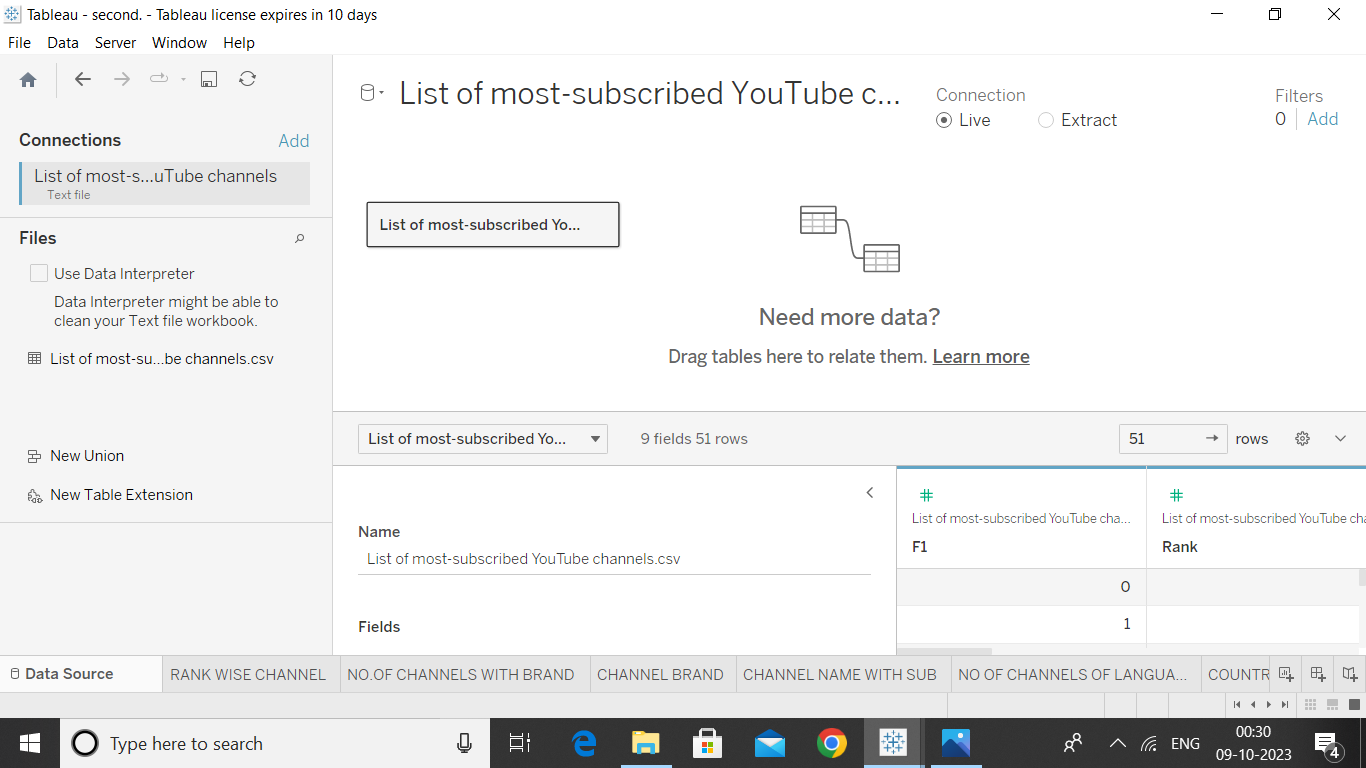 Tableau - second. - Tableau license expires in 10 days
File Data Server Window Help
Connections Add
List of most-s...uTube channels
Text file
Files
Use Data Interpreter
Data Interpreter might be able to
clean your Text file workbook.
List of most-su...be channels.csv
New Union
New Table Extension
List of most-subscribed YouTube c...
Connection
Live Extract
Filters
0 Add
List of most-subscribed Yo...
Need more data?
Drag tables here to relate them. Learn more
List of most-subscribed Yo... 9 fields 51 rows 51 rows
Name
List of most-subscribed YouTube channels.csv
Fields
# #
List of most-subscribed YouTube cha... List of most-subscribed YouTube cha
F1 Rank
0
1
Data Source RANK WISE CHANNEL NO.OF CHANNELS WITH BRAND CHANNEL BRAND CHANNEL NAME WITH SUB NO OF CHANNELS OF LANGUA... COUNTR
Type here to search
ENG
00:30
09-10-2023
4